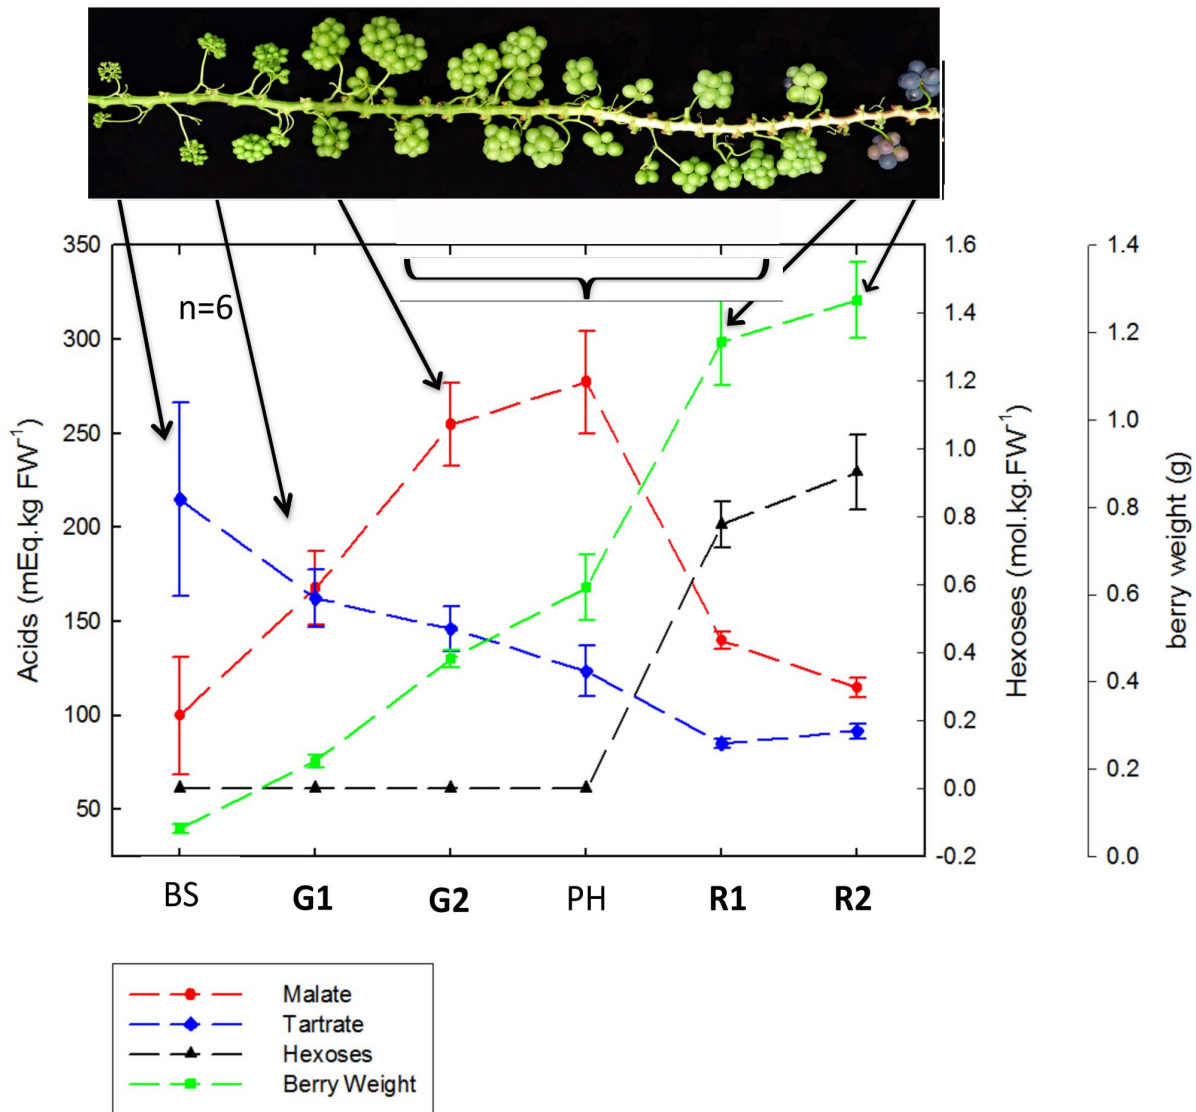 n=6
350
300
250
200
150
100
50
Acids (mEq.kg FW⁻¹)
1.6
1.4
1.2
1.0
0.8
0.6
0.4
0.2
0.0
-0.2
Hexoses (mol.kg.FW⁻¹)
1.4
1.2
1.0
0.8
0.6
0.4
0.2
0.0
berry weight (g)
BS G1 G2 PH R1 R2
Malate
Tartrate
Hexoses
Berry Weight